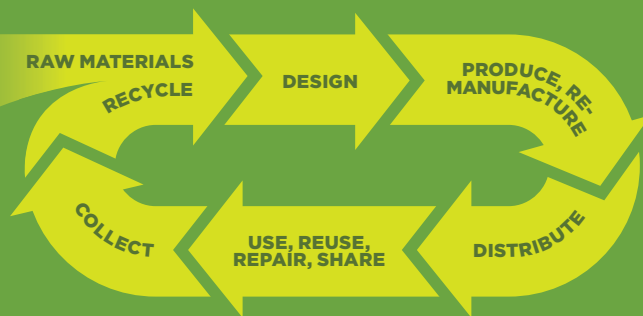 RAW MATERIALS
RECYCLE
DESIGN
PRODUCE, RE-
MANUFACTURE
DISTRIBUTE
USE, REUSE,
REPAIR, SHARE
COLLECT